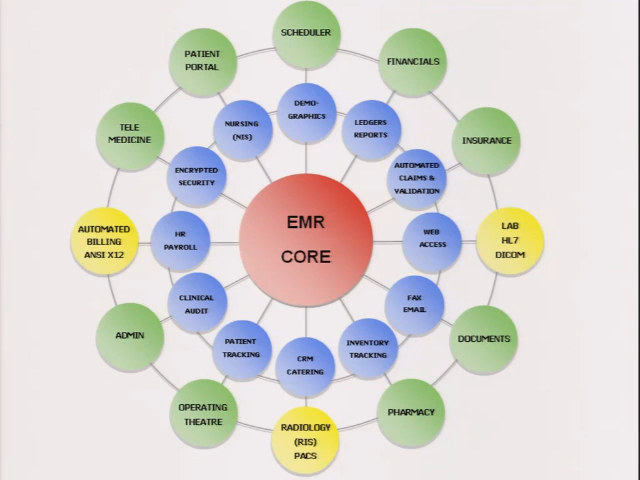 SCHEDULER
PATIENT
PORTAL
FINANCIALS
DEMO-
GRAPHICS
NURSING
(NIS)
LEDGERS
REPORTS
TELE
MEDICINE
INSURANCE
ENCRYPTED
SECURITY
AUTOMATED
CLAIMS &
VALIDATION
EMR
CORE
AUTOMATED
BILLING
ANSI X12
HR
PAYROLL
WEB
ACCESS
LAB
HL7
DICOM
CLINICAL
AUDIT
FAX
EMAIL
ADMIN
DOCUMENTS
PATIENT
TRACKING
CRM
CATERING
INVENTORY
TRACKING
OPERATING
THEATRE
PHARMACY
RADIOLOGY
(RIS)
PACS